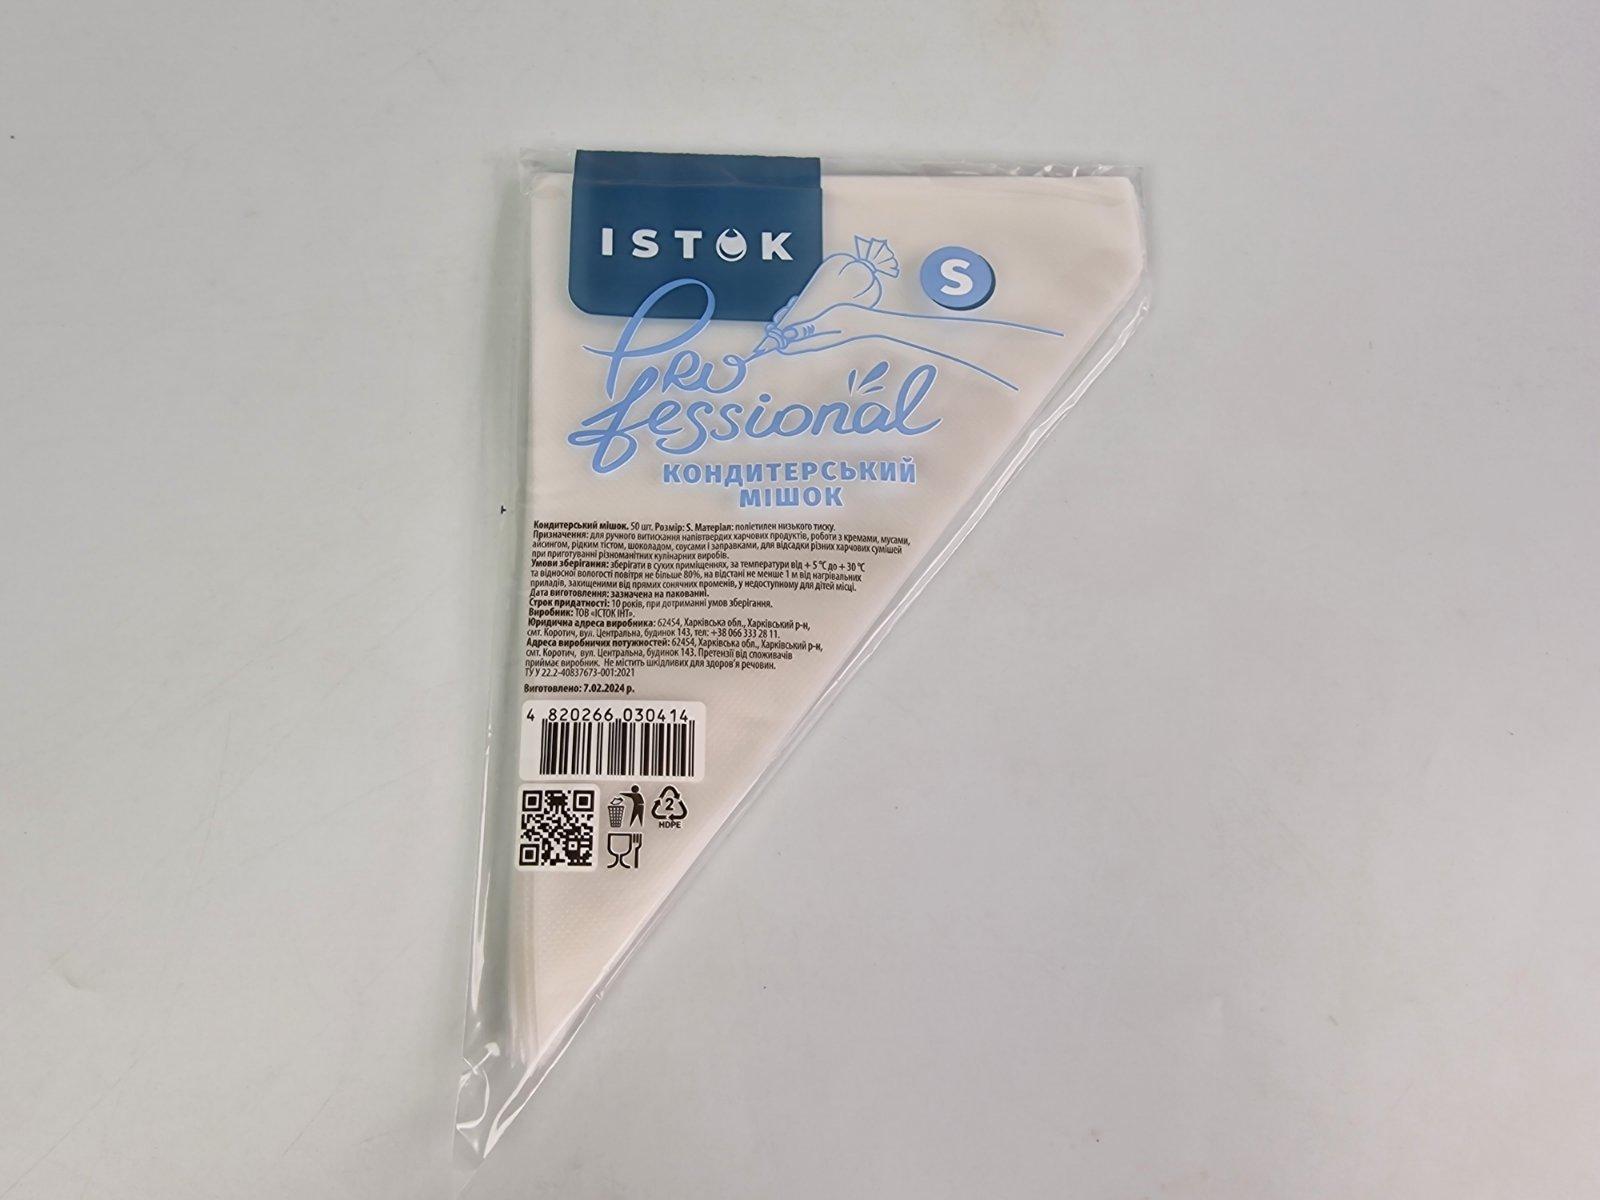 ISTOK
S
Professional
КОНДИТЕРСЬКИЙ
МІШОК
Кондитерський мішок. 50 шт. Розмір: S. Матеріал: поліетилен низького тиску.
Призначення: для ручного витискання напівтвердих харчових продуктів, роботи з кремами, мусами,
айсингом, рідким тістом, шоколадом, соусами і заправками, для відсадки різних харчових сумішей
при приготуванні різноманітних кулінарних виробів.
Умови зберігання: зберігати в сухих приміщеннях, за температури від + 5 °С до + 30 °С
та відносної вологості повітря не більше 80%, на відстані не менше 1 м від нагрівальних
приладів, захищеними від прямих сонячних променів, у недоступному для дітей місці.
Дата виготовлення: зазначена на пакованні.
Строк придатності: 10 років, при дотриманні умов зберігання.
Виробник: ТОВ «ІСТОК ІНТ».
Юридична адреса виробника: 62454, Харківська обл., Харківський р-н,
смт. Коротич, вул. Центральна, будинок 143, тел: +38 066 333 28 11.
Адреса виробничих потужностей: 62454, Харківська обл., Харківський р-н,
смт. Коротич, вул. Центральна, будинок 143. Претензії від споживачів
приймає виробник. Не містить шкідливих для здоров'я речовин.
ТУ У 22.2-40837673-001:2021
Виготовлено: 7.02.2024 р.
4 820266 030414
2
HDPE